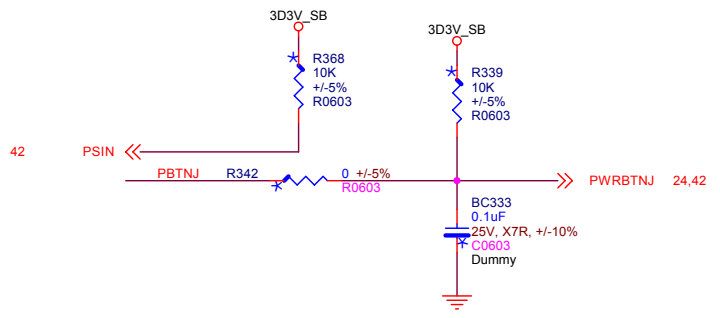 3D3V_SB
3D3V_SB
R368
10K
+/-5%
R0603
R339
10K
+/-5%
R0603
42 PSIN
PBTNJ R342 0 +/-5%
R0603
PWRBTNJ 24,42
BC333
0.1uF
25V, X7R, +/-10%
C0603
Dummy